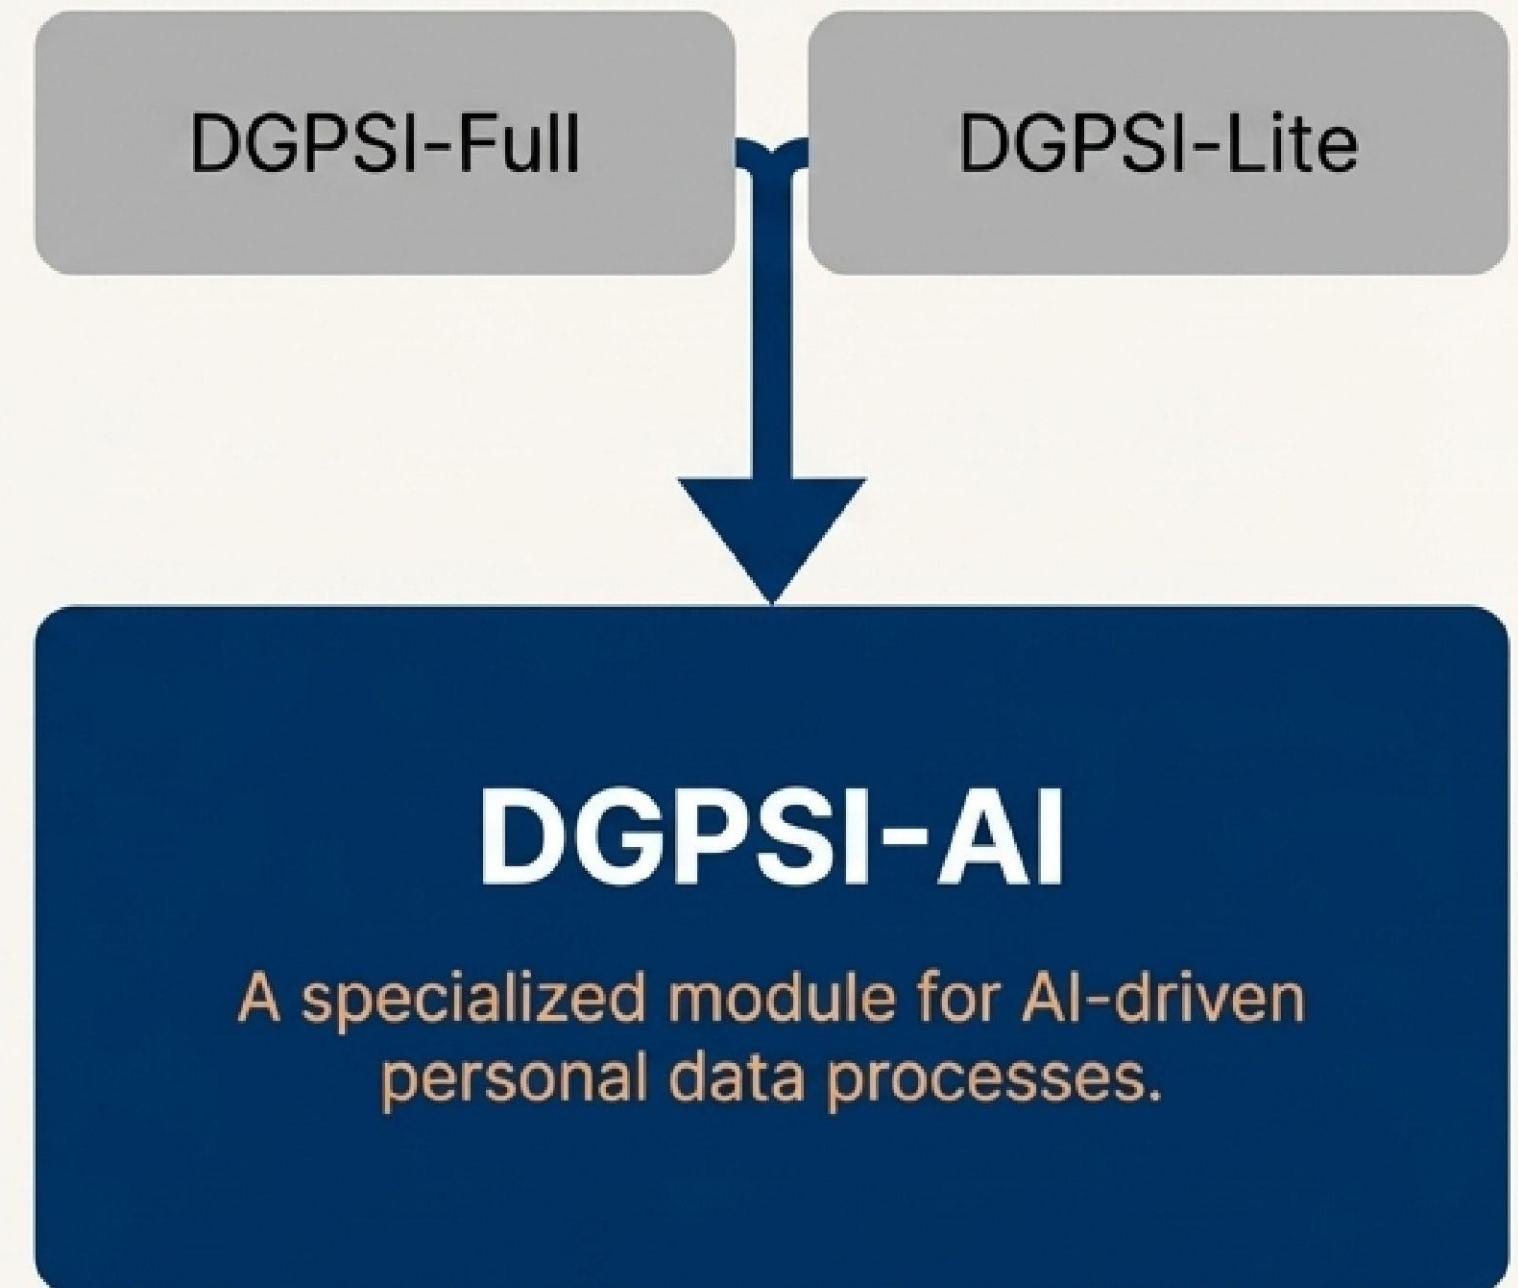 DGPSI-Full
DGPSI-Lite
DGPSI-AI
A specialized module for AI-driven
personal data processes.